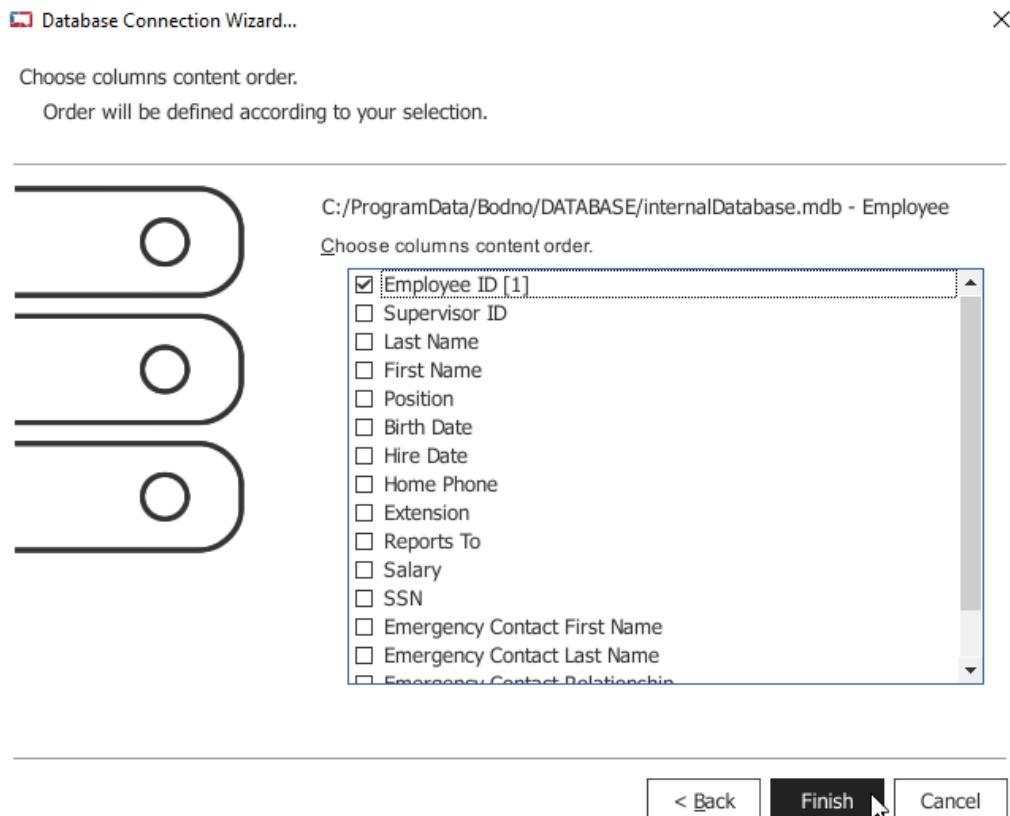 Database Connection Wizard...
Choose columns content order.
Order will be defined according to your selection.
C:/ProgramData/Bodno/DATABASE/internalDatabase.mdb - Employee
Choose columns content order.
Employee ID [1]
Supervisor ID
Last Name
First Name
Position
Birth Date
Hire Date
Home Phone
Extension
Reports To
Salary
SSN
Emergency Contact First Name
Emergency Contact Last Name
Emergency Contact Relationship
< Back
Finish
Cancel